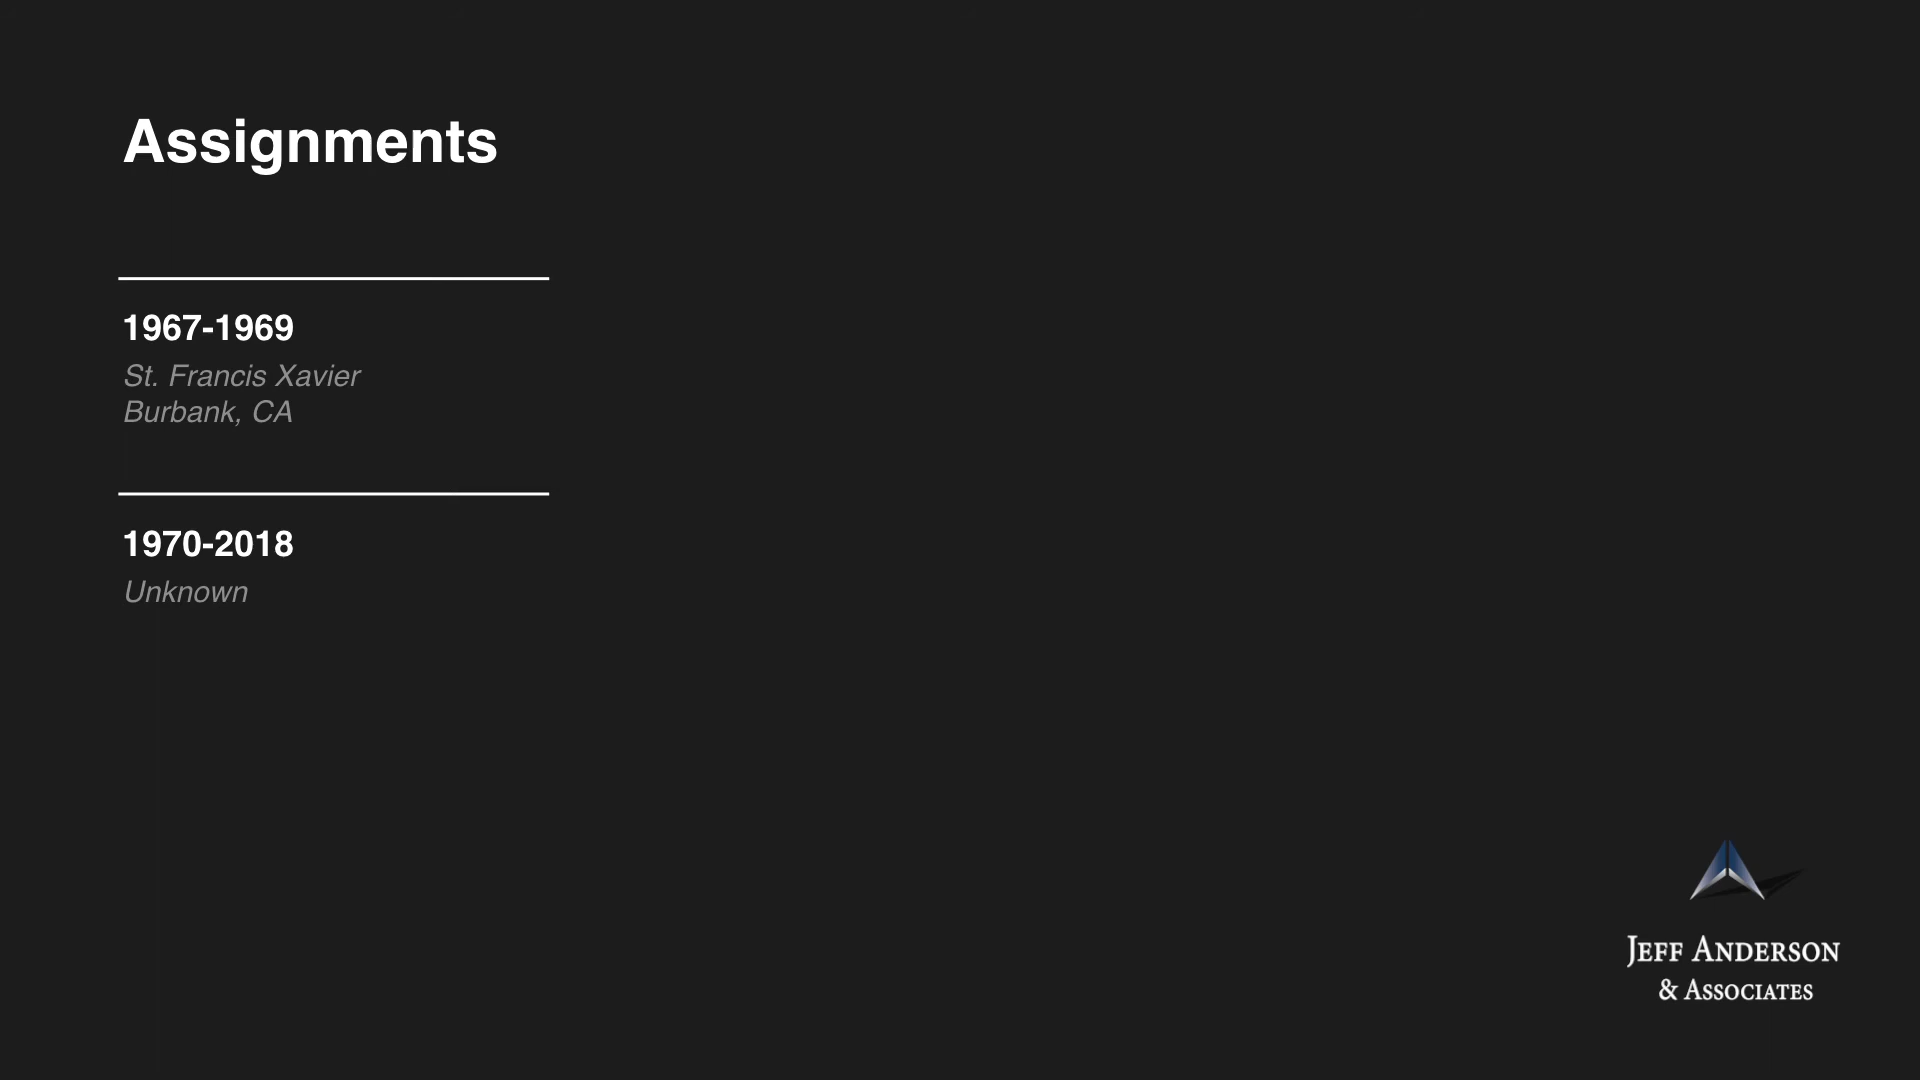 Assignments
1967-1969
St. Francis Xavier
Burbank, CA
1970-2018
Unknown
Jeff Anderson
& Associates